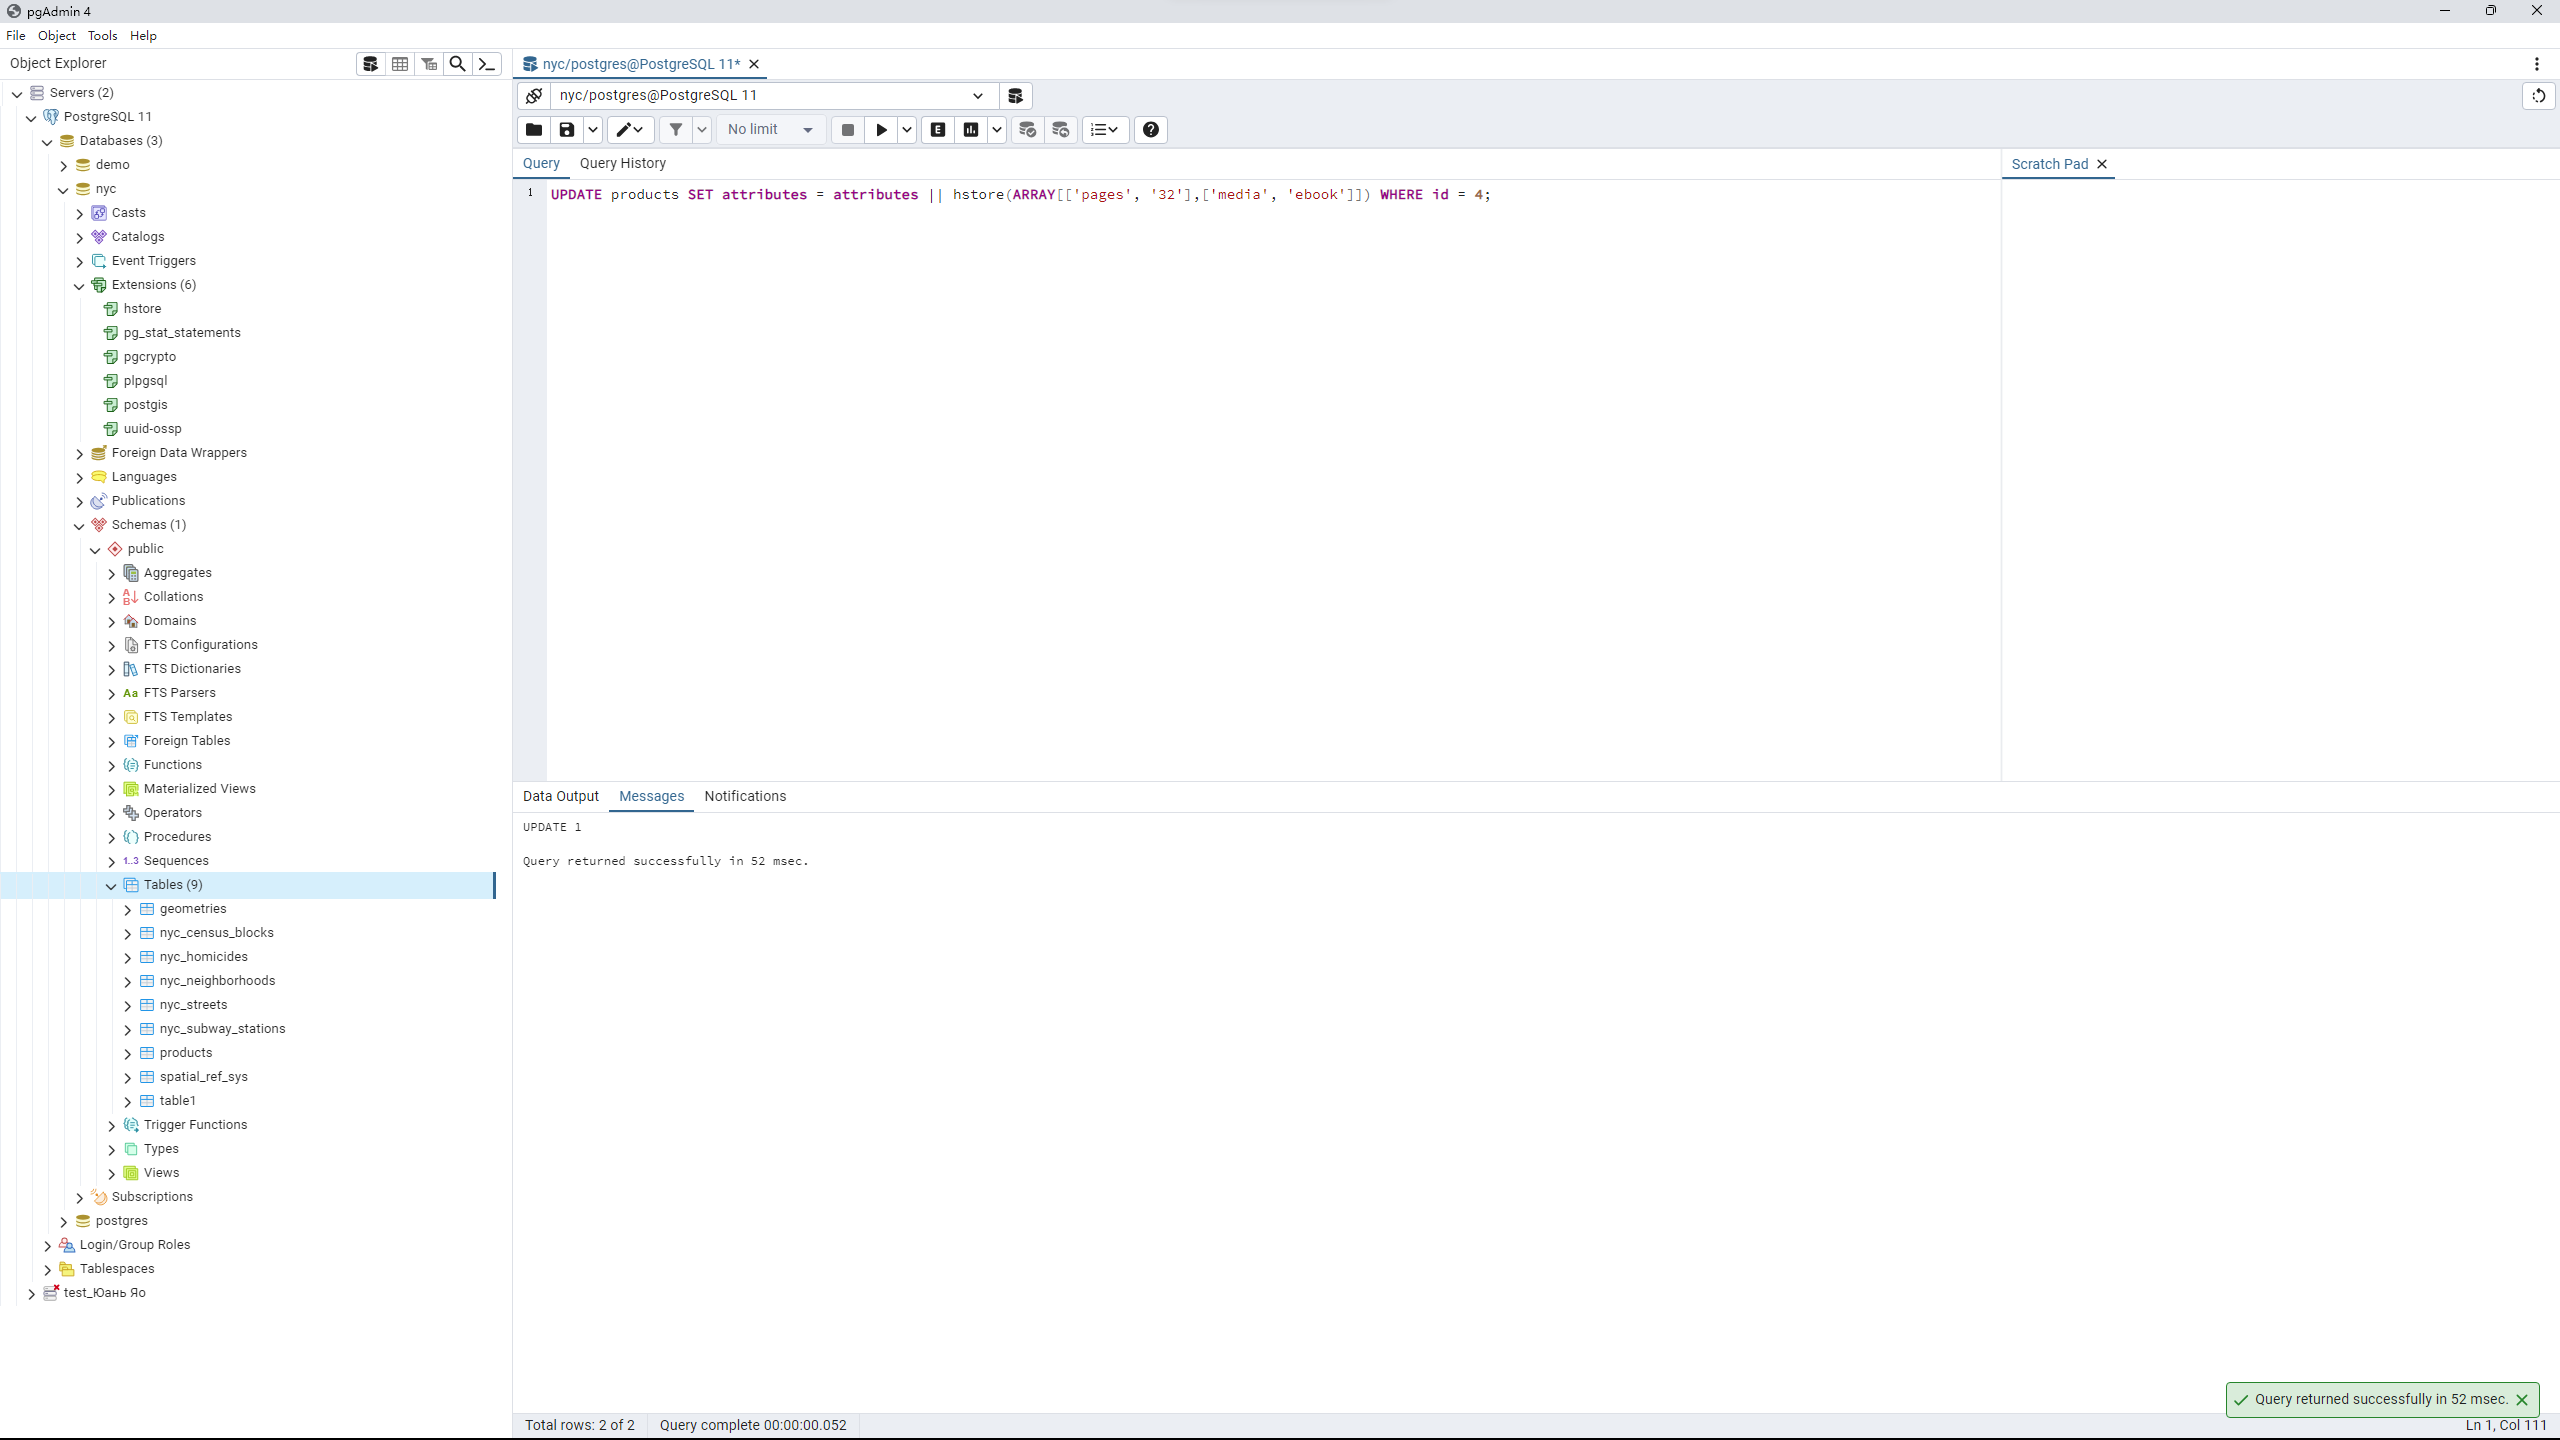 pgAdmin 4
File Object Tools Help
Object Explorer
Servers (2)
PostgreSQL 11
Databases (3)
demo
nyc
Casts
Catalogs
Event Triggers
Extensions (6)
hstore
pg_stat_statements
pgcrypto
plpgsql
postgis
uuid-ossp
Foreign Data Wrappers
Languages
Publications
Schemas (1)
public
Aggregates
Collations
Domains
FTS Configurations
FTS Dictionaries
Aa FTS Parsers
FTS Templates
Foreign Tables
Functions
Materialized Views
Operators
Procedures
1..3 Sequences
Tables (9)
geometries
nyc_census_blocks
nyc_homicides
nyc_neighborhoods
nyc_streets
nyc_subway_stations
products
spatial_ref_sys
table1
Trigger Functions
Types
Views
Subscriptions
postgres
Login/Group Roles
Tablespaces
test_Юань Яо
nyc/postgres@PostgreSQL 11*
nyc/postgres@PostgreSQL 11
No limit
E
Query Query History
Scratch Pad
1 UPDATE products SET attributes = attributes || hstore(ARRAY[['pages', '32'],['media', 'ebook']]) WHERE id = 4;
Data Output Messages Notifications
UPDATE 1
Query returned successfully in 52 msec.
Query returned successfully in 52 msec.
Total rows: 2 of 2 Query complete 00:00:00.052
Ln 1, Col 111